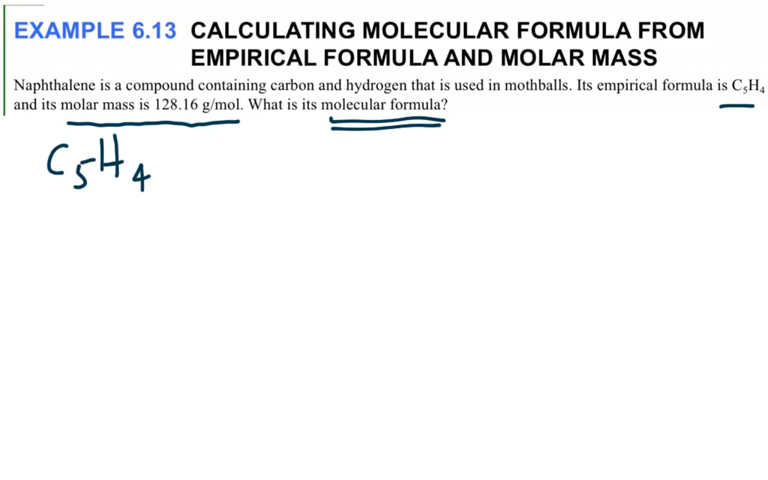 EXAMPLE 6.13 CALCULATING MOLECULAR FORMULA FROM
EMPIRICAL FORMULA AND MOLAR MASS
Naphthalene is a compound containing carbon and hydrogen that is used in mothballs. Its empirical formula is C₅H₄
and its molar mass is 128.16 g/mol. What is its molecular formula?
C₅H₄